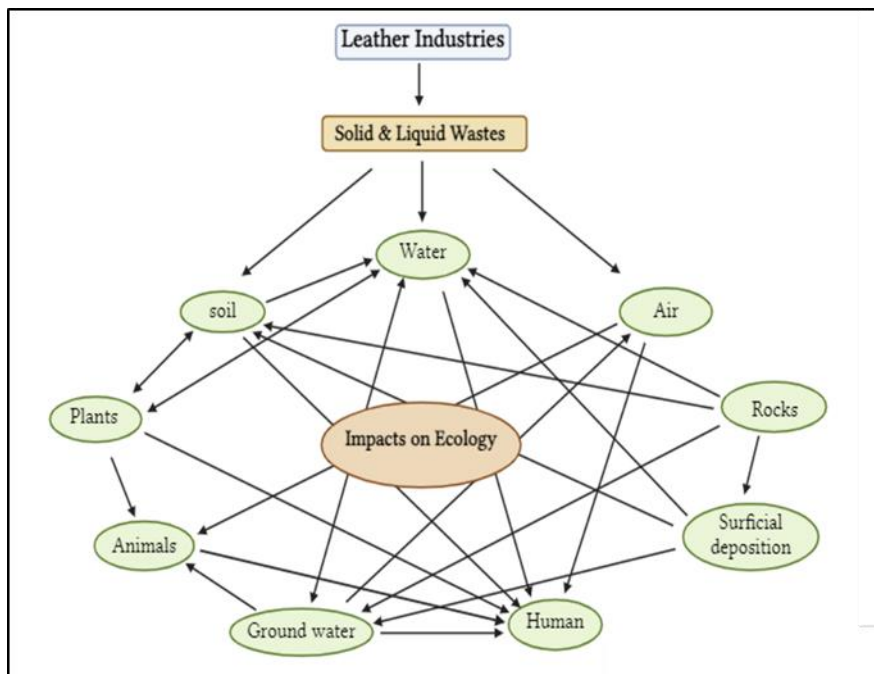 Leather Industries
Solid & Liquid Wastes
Water
soil
Air
Plants
Rocks
Impacts on Ecology
Animals
Surficial
deposition
Ground water
Human